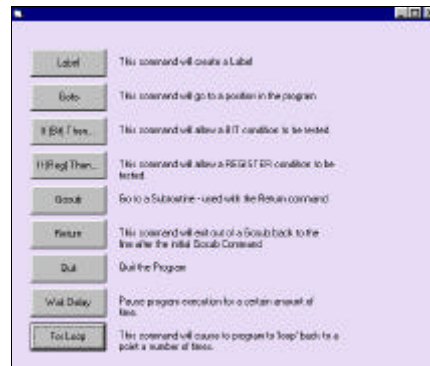 Label This command will create a Label
Goto This command will go to a position in the program
If (Bit) Then... This command will allow a BIT condition to be tested
If (Reg) Then... This command will allow a REGISTER condition to be
tested.
Gosub Go to a Subroutine - used with the Return command
Return This command will exit out of a Gosub back to the
line after the initial Gosub Command
Quit Quit the Program
Wait Delay Pause program execution for a certain amount of
time.
For Loop This command will cause to program to 'loop' back to a
point a number of times.